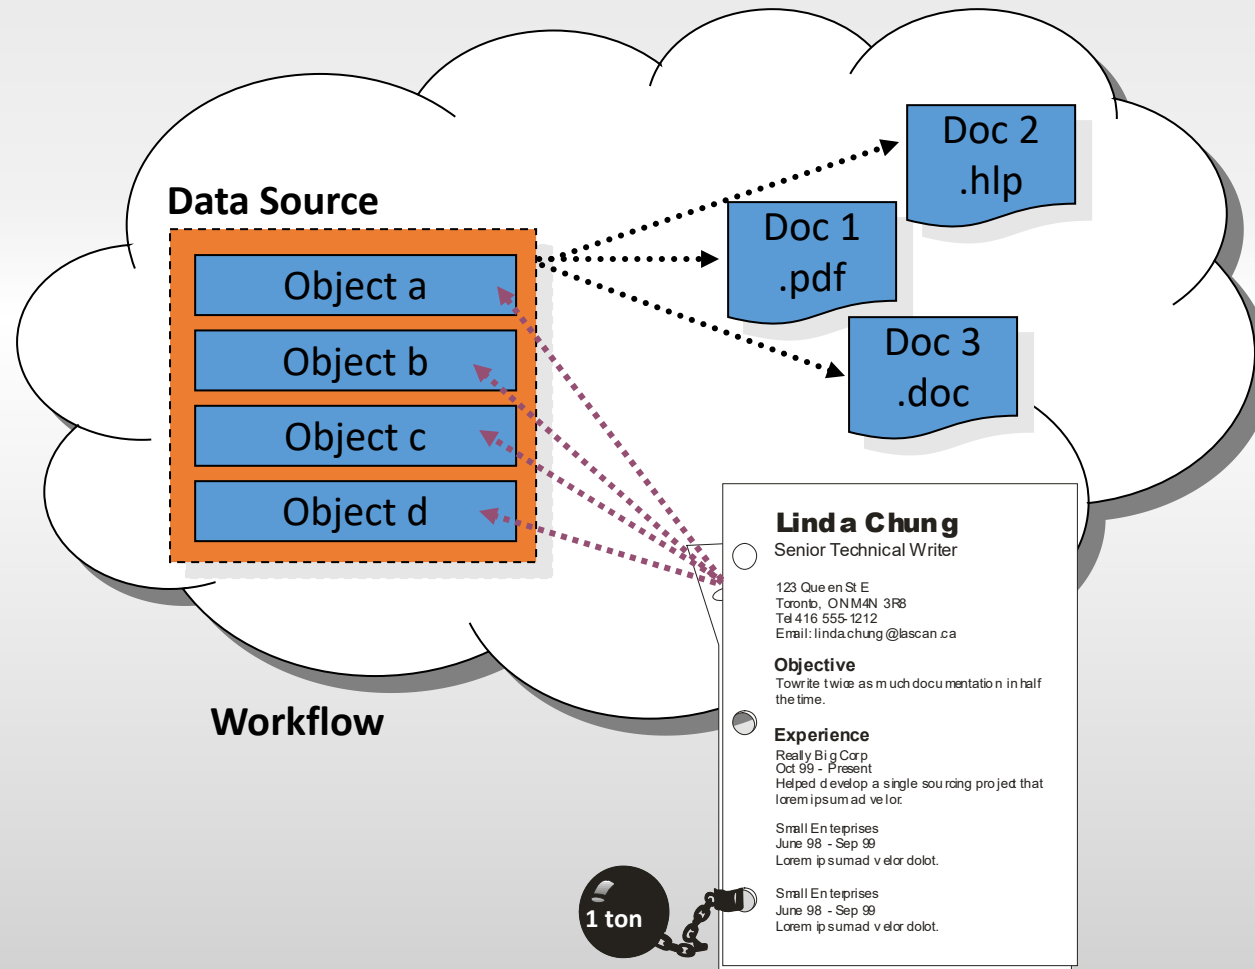 Data Source
Object a
Object b
Object c
Object d
Doc 2
.hlp
Doc 1
.pdf
Doc 3
.doc
Workflow
Linda Chung
Senior Technical Writer
123 Queen St E
Toronto, ON M4N 3R8
Tel 416 555-1212
Email: linda.chung@lascan.ca
Objective
To write twice as much documentation in half
the time.
Experience
Really Big Corp
Oct 99 - Present
Helped develop a single sourcing project that
lorem ipsum ad velor.
Small Enterprises
June 98 - Sep 99
Lorem ipsum ad velor dolot.
Small Enterprises
June 98 - Sep 99
Lorem ipsum ad velor dolot.
1 ton